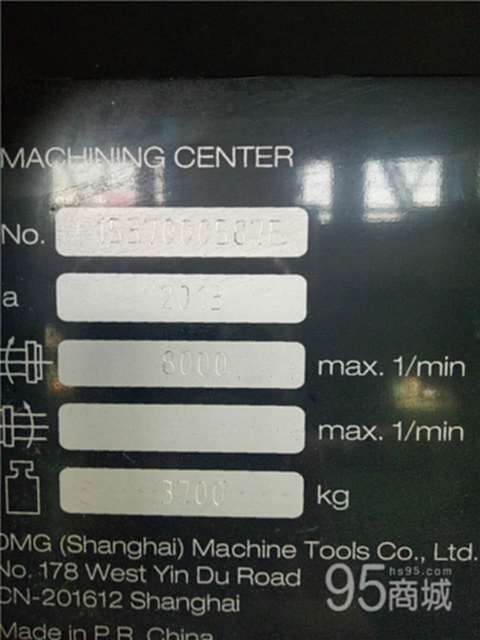 MACHINING CENTER
No. 1537000587E
a 2013
8000 max. 1/min
max. 1/min
3700 kg
DMG (Shanghai) Machine Tools Co., Ltd.
No. 178 West Yin Du Road
CN-201612 Shanghai
Made in P.R. China
hs95.com
95商城